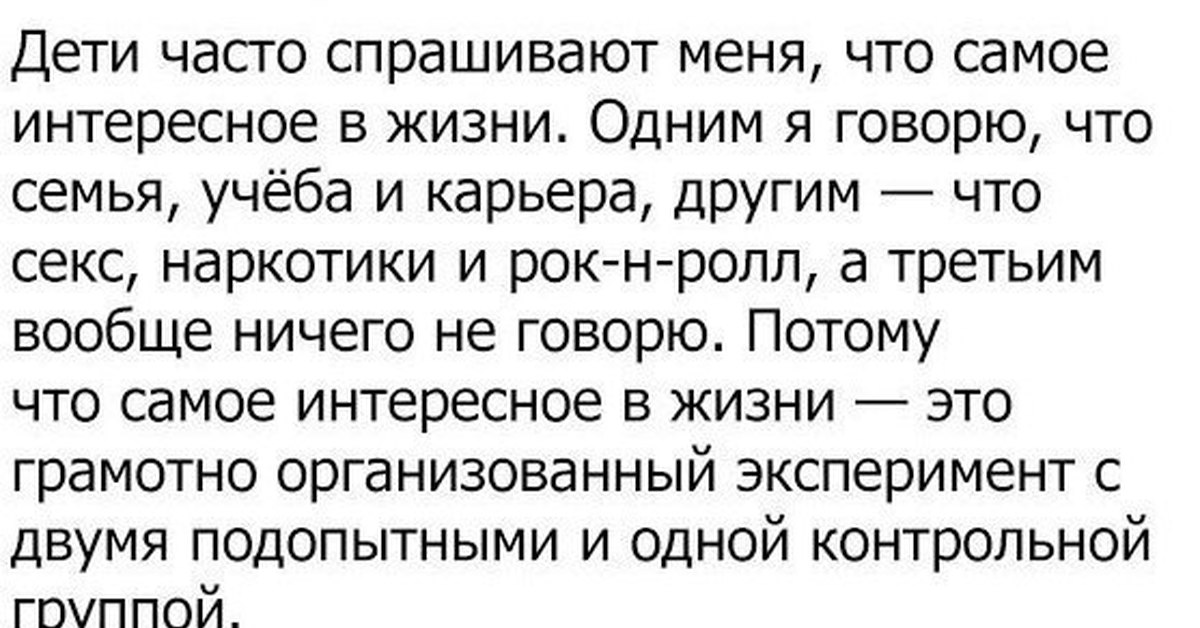 Дети часто спрашивают меня, что самое
интересное в жизни. Одним я говорю, что
семья, учёба и карьера, другим — что
секс, наркотики и рок-н-ролл, а третьим
вообще ничего не говорю. Потому
что самое интересное в жизни — это
грамотно организованный эксперимент с
двумя подопытными и одной контрольной
группой.